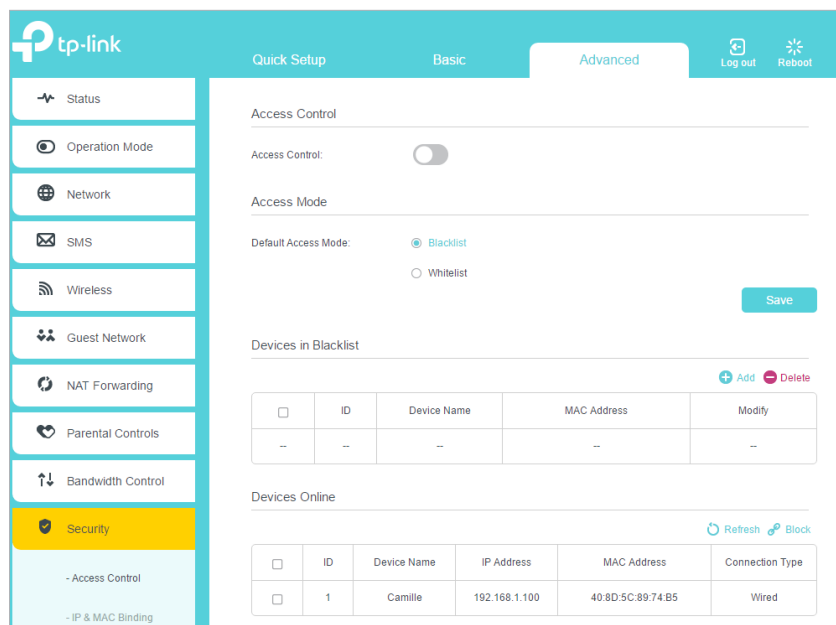 tp-link
Quick Setup Basic Advanced Log out Reboot
Status
Operation Mode
Network
SMS
Wireless
Guest Network
NAT Forwarding
Parental Controls
Bandwidth Control
Security
- Access Control
- IP & MAC Binding
Access Control
Access Control:
Access Mode
Default Access Mode: Blacklist
Whitelist
Save
Devices in Blacklist
Add Delete
ID Device Name MAC Address Modify
-- -- -- -- --
Devices Online
Refresh Block
ID Device Name IP Address MAC Address Connection Type
1 Camille 192.168.1.100 40:8D:5C:89:74:B5 Wired